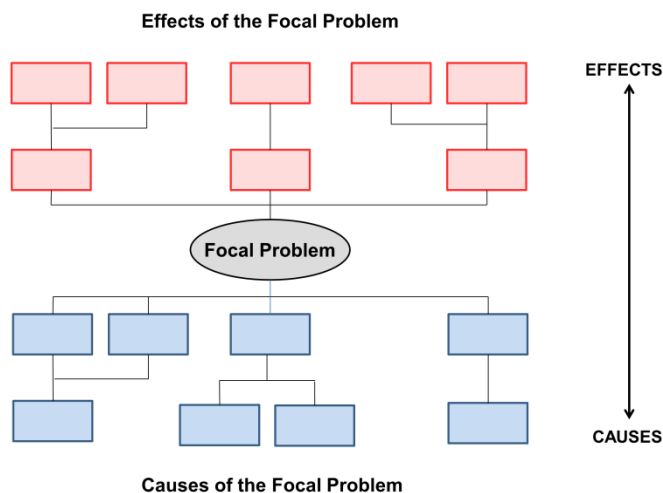 Effects of the Focal Problem
EFFECTS
Focal Problem
CAUSES
Causes of the Focal Problem